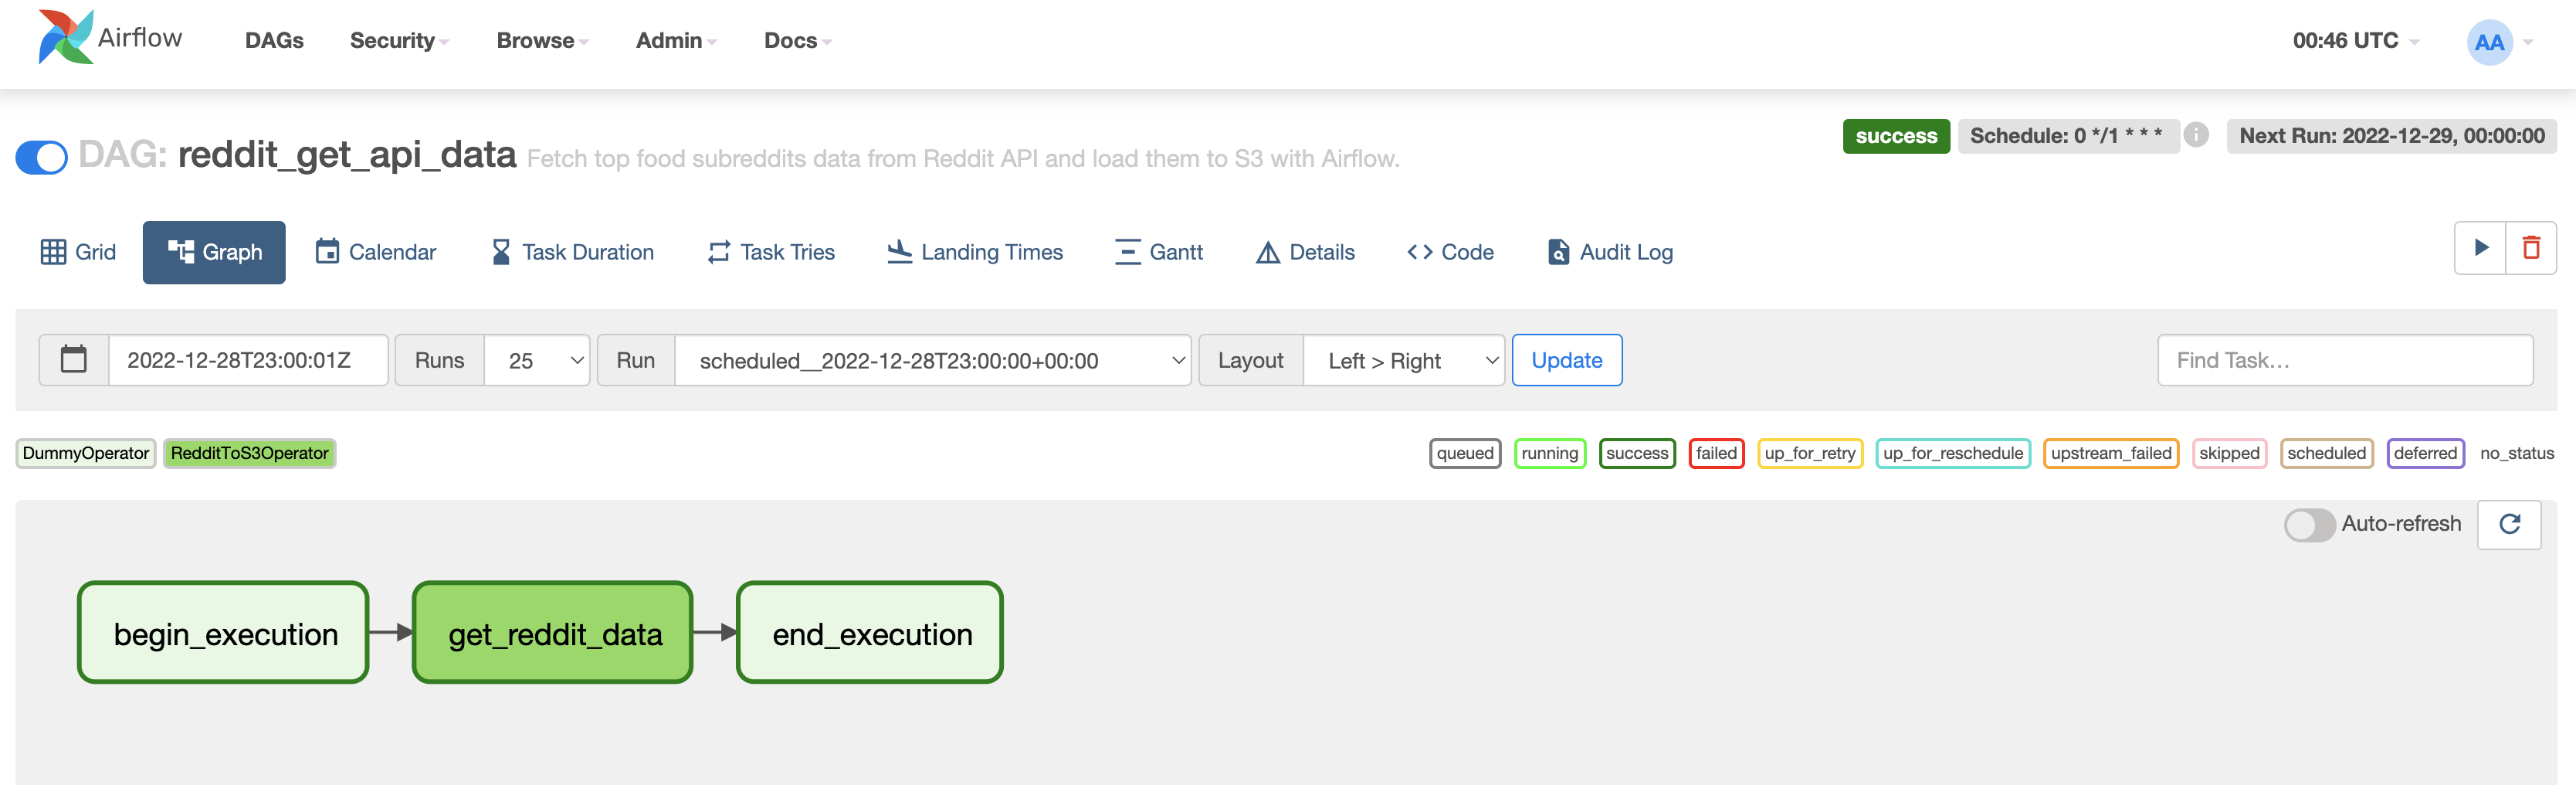 Airflow DAGs Security Browse Admin Docs 00:46 UTC AA
DAG: reddit_get_api_data Fetch top food subreddits data from Reddit API and load them to S3 with Airflow. success Schedule: 0 */1 * * * i Next Run: 2022-12-29, 00:00:00
Grid Graph Calendar Task Duration Task Tries Landing Times Gantt Details Code Audit Log
2022-12-28T23:00:01Z Runs 25 Run scheduled__2022-12-28T23:00:00+00:00 Layout Left > Right Update Find Task...
DummyOperator RedditToS3Operator queued running success failed up_for_retry up_for_reschedule upstream_failed skipped scheduled deferred no_status
Auto-refresh
begin_execution get_reddit_data end_execution